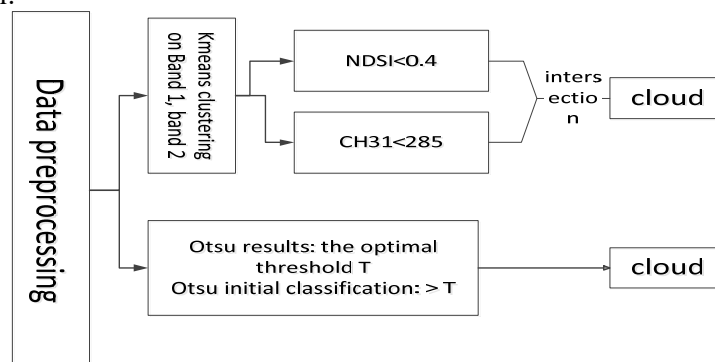 Data preprocessing
Kmeans clustering
on Band 1, band 2
NDSI<0.4
CH31<285
inters
ectio
n
cloud
Otsu results: the optimal
threshold T
Otsu initial classification: > T
cloud